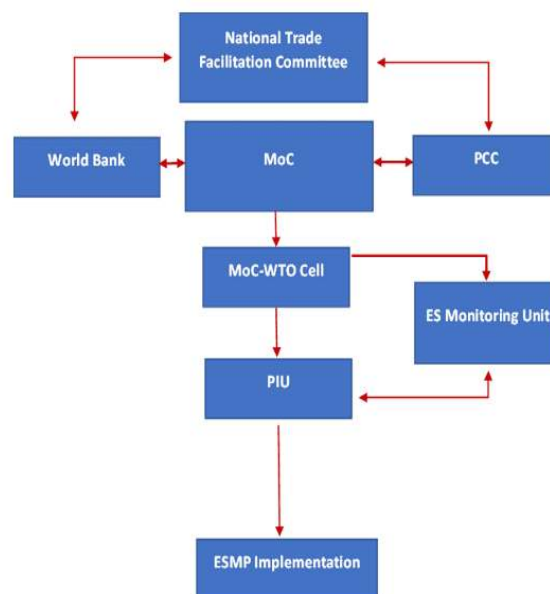 National Trade
Facilitation Committee
World Bank
MoC
PCC
MoC-WTO Cell
ES Monitoring Unit
PIU
ESMP Implementation